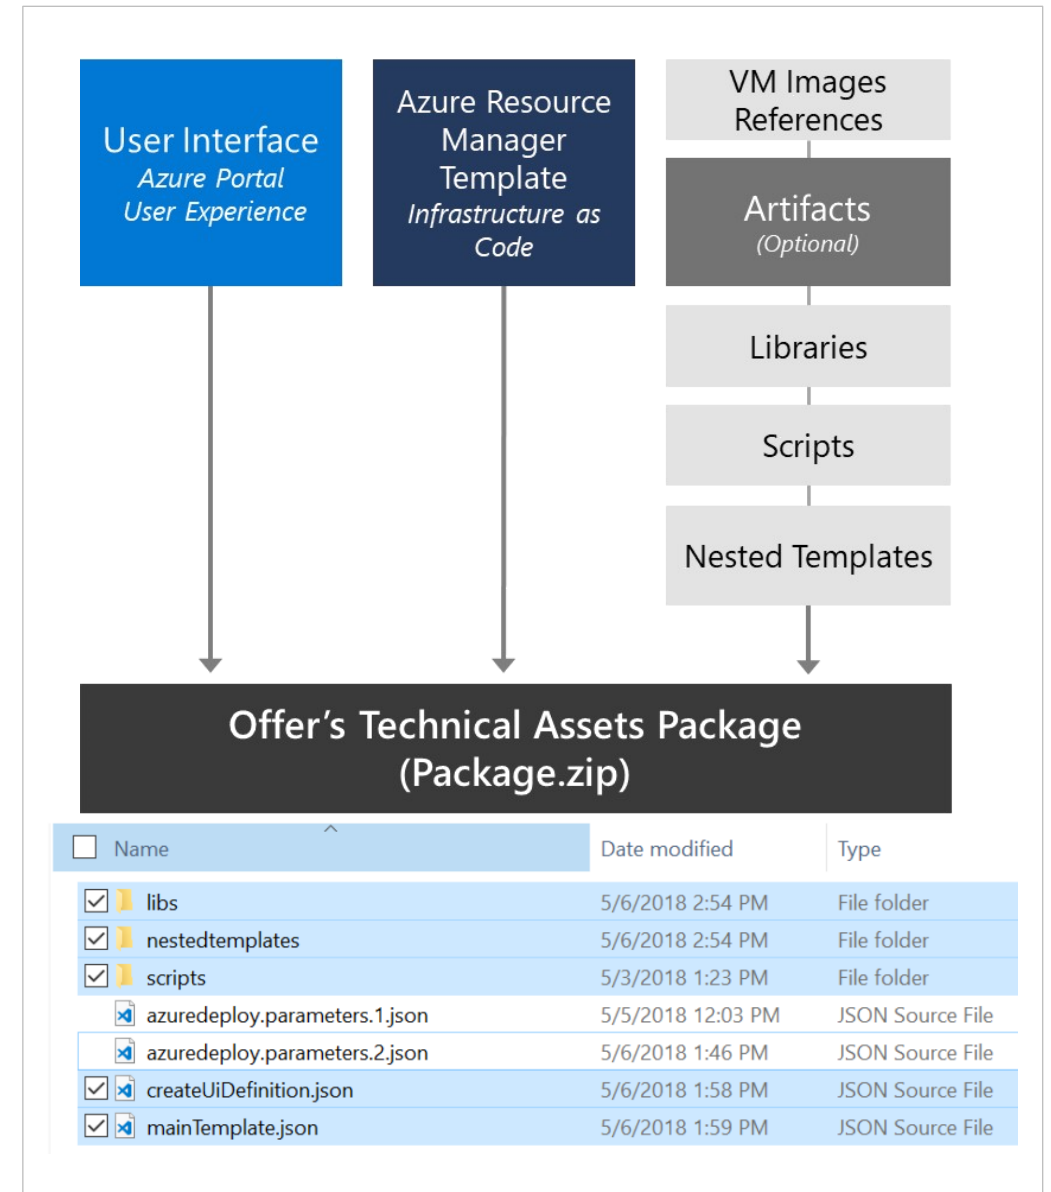 User Interface
Azure Portal
User Experience
Azure Resource
Manager
Template
Infrastructure as
Code
VM Images
References
Artifacts
(Optional)
Libraries
Scripts
Nested Templates
Offer's Technical Assets Package
(Package.zip)
Name Date modified Type
libs 5/6/2018 2:54 PM File folder
nestedtemplates 5/6/2018 2:54 PM File folder
scripts 5/3/2018 1:23 PM File folder
azuredeploy.parameters.1.json 5/5/2018 12:03 PM JSON Source File
azuredeploy.parameters.2.json 5/6/2018 1:46 PM JSON Source File
createUiDefinition.json 5/6/2018 1:58 PM JSON Source File
mainTemplate.json 5/6/2018 1:59 PM JSON Source File